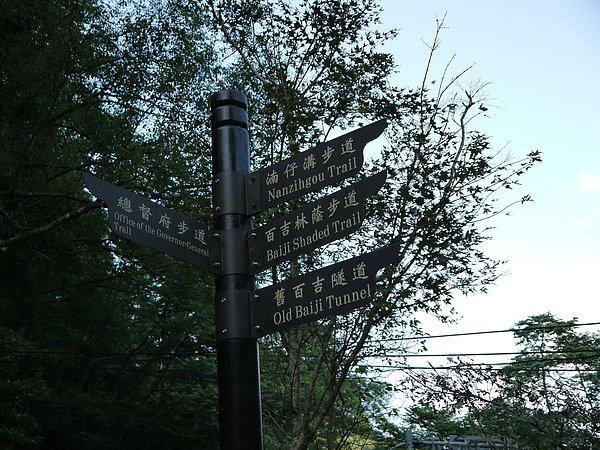 總督府步道
Office of the Governor-General
Trail
湳仔溝步道
Nanzihgou Trail
百吉林蔭步道
Baiji Shaded Trail
舊百吉隧道
Old Baiji Tunnel